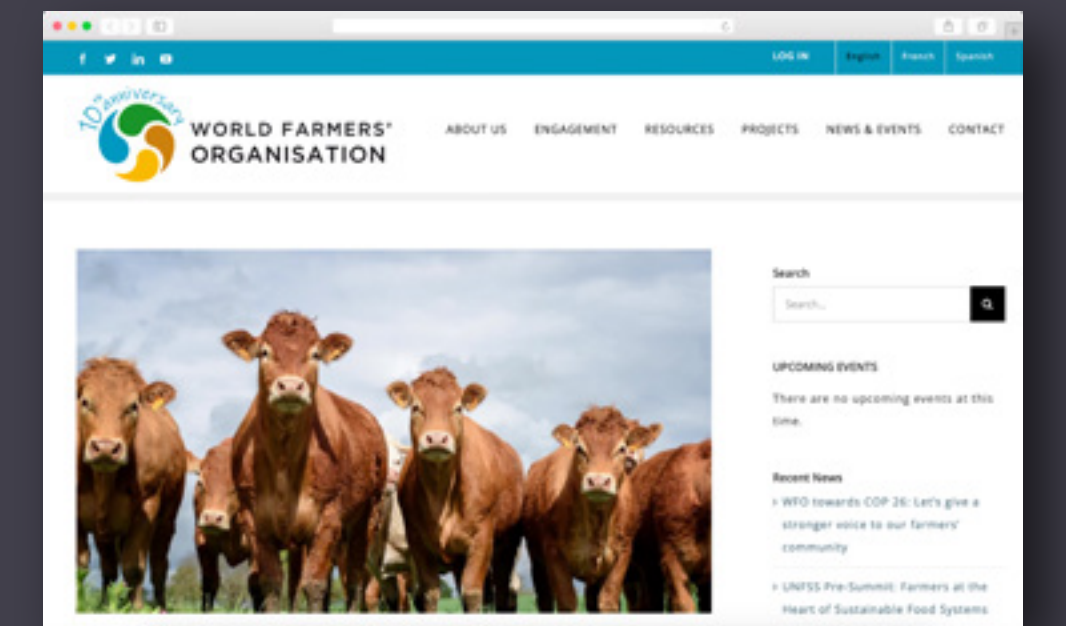 LOG IN
English
French
Spanish
10th anniversary
WORLD FARMERS'
ORGANISATION
ABOUT US
ENGAGEMENT
RESOURCES
PROJECTS
NEWS & EVENTS
CONTACT
Search
Search...
UPCOMING EVENTS
There are no upcoming events at this
time.
Recent News
› WFO towards COP 26: Let's give a
stronger voice to our farmers'
community
› UNFSS Pre-Summit: Farmers at the
Heart of Sustainable Food Systems